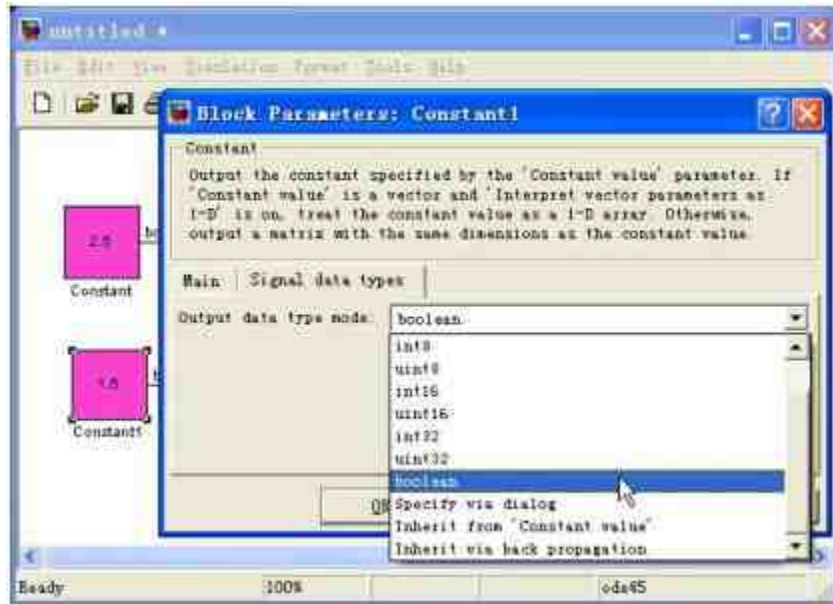 untitled *
File Edit View Simulation Format Tools Help
Block Parameters: Constant1
Constant
Output the constant specified by the 'Constant value' parameter. If
'Constant value' is a vector and 'Interpret vector parameters as
1-D' is on, treat the constant value as a 1-D array. Otherwise,
output a matrix with the same dimensions as the constant value.
Main
Signal data types
Output data type mode:
boolean
int8
uint8
int16
uint16
int32
uint32
boolean
Specify via dialog
Inherit from 'Constant value'
Inherit via back propagation
Constant
Constant1
Ready
100%
ode45